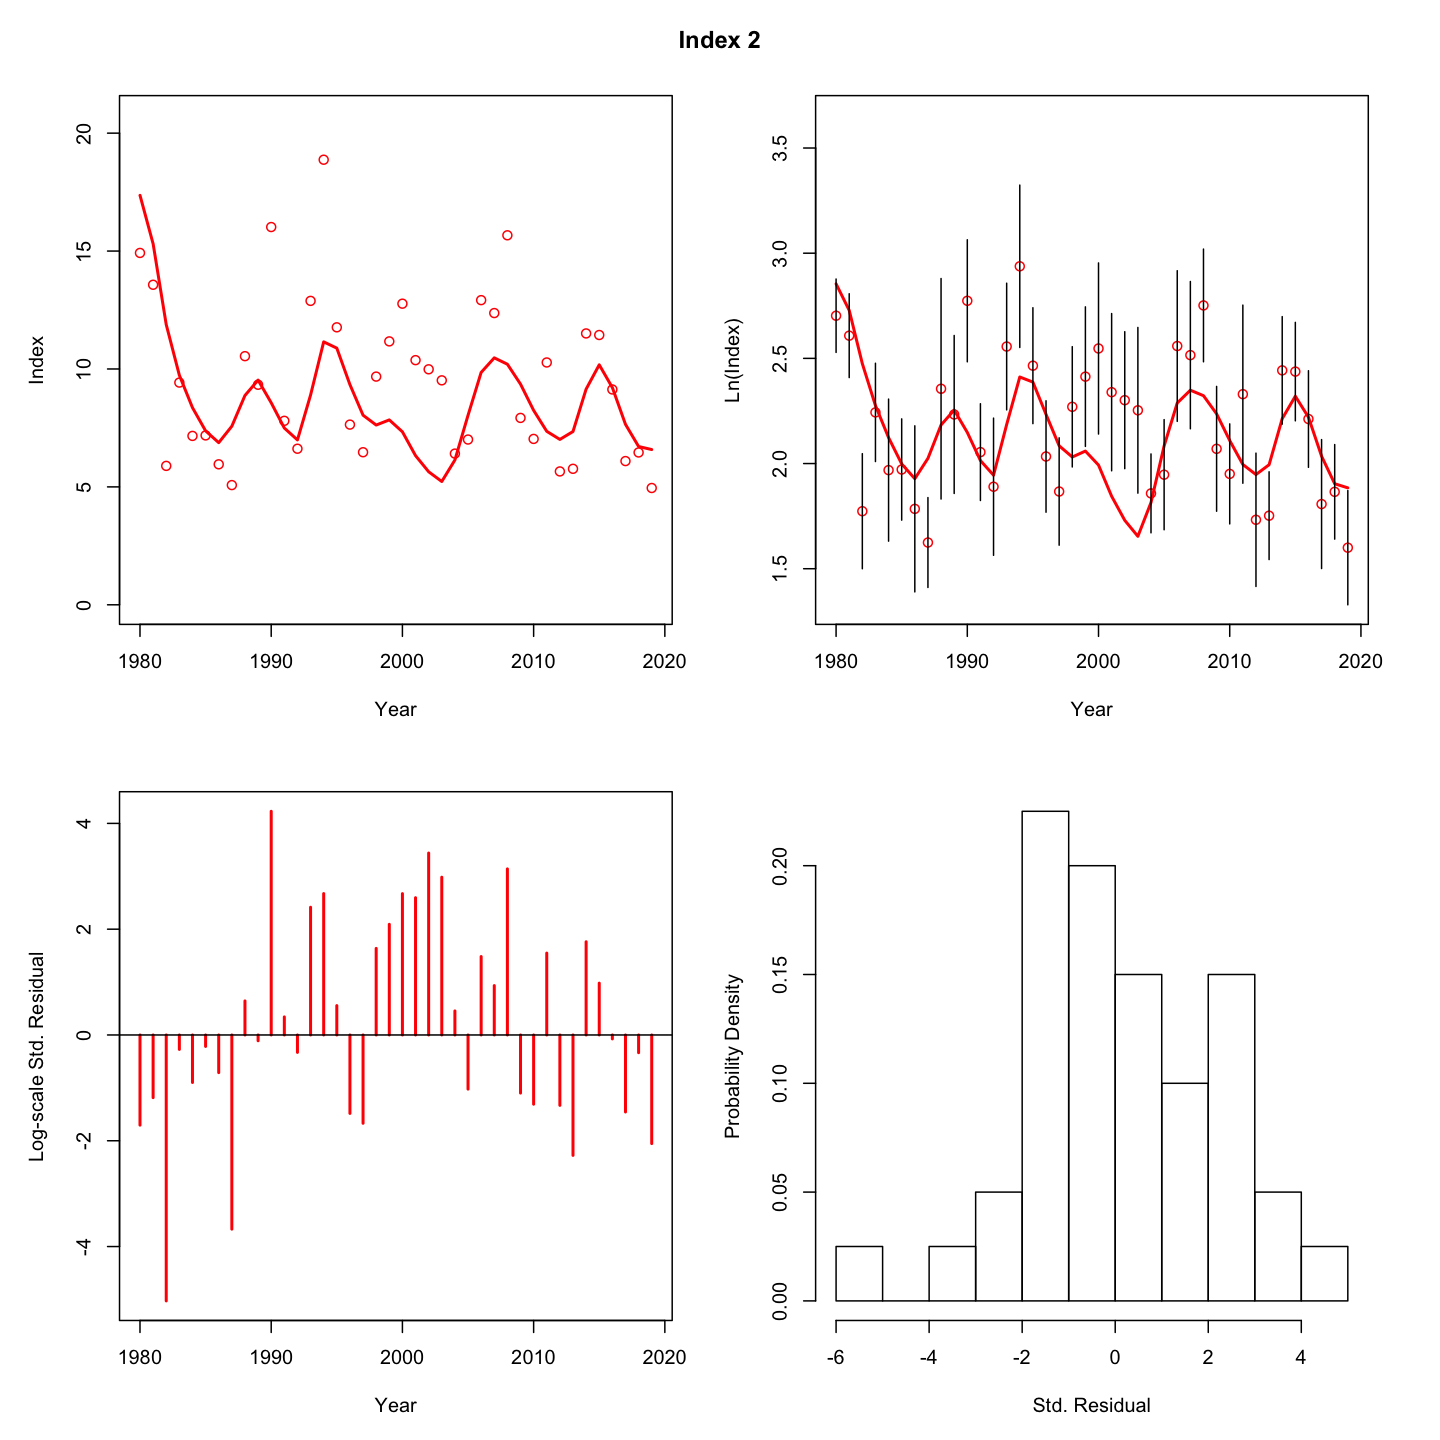 Index 2
Index
20
15
10
5
0
1980 1990 2000 2010 2020
Year
Ln(Index)
3.5
3.0
2.5
2.0
1.5
1980 1990 2000 2010 2020
Year
Log-scale Std. Residual
4
2
0
-2
-4
1980 1990 2000 2010 2020
Year
Probability Density
0.20
0.15
0.10
0.05
0.00
-6 -4 -2 0 2 4
Std. Residual